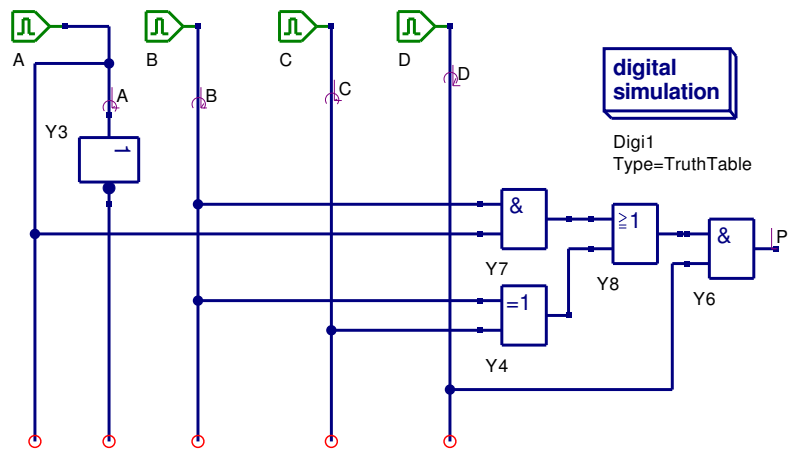 A
B
C
D
A
B
C
D
digital
simulation
Digi1
Type=TruthTable
Y3
1
&
Y7
≧1
Y8
&
P
Y6
=1
Y4